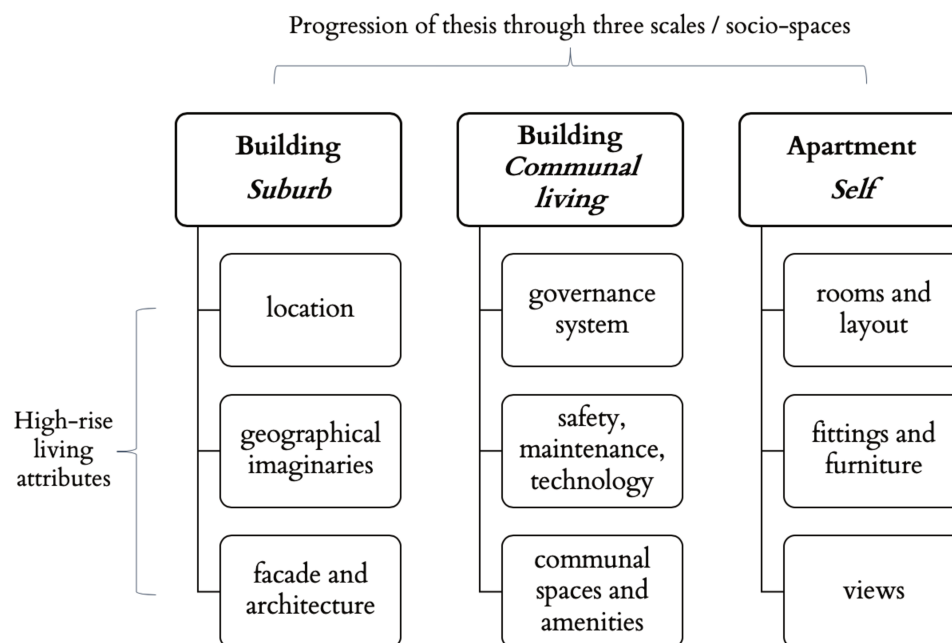 Progression of thesis through three scales / socio-spaces
Building
Suburb
Building
Communal
living
Apartment
Self
High-rise
living
attributes
location
geographical
imaginaries
facade and
architecture
governance
system
safety,
maintenance,
technology
communal
spaces and
amenities
rooms and
layout
fittings and
furniture
views